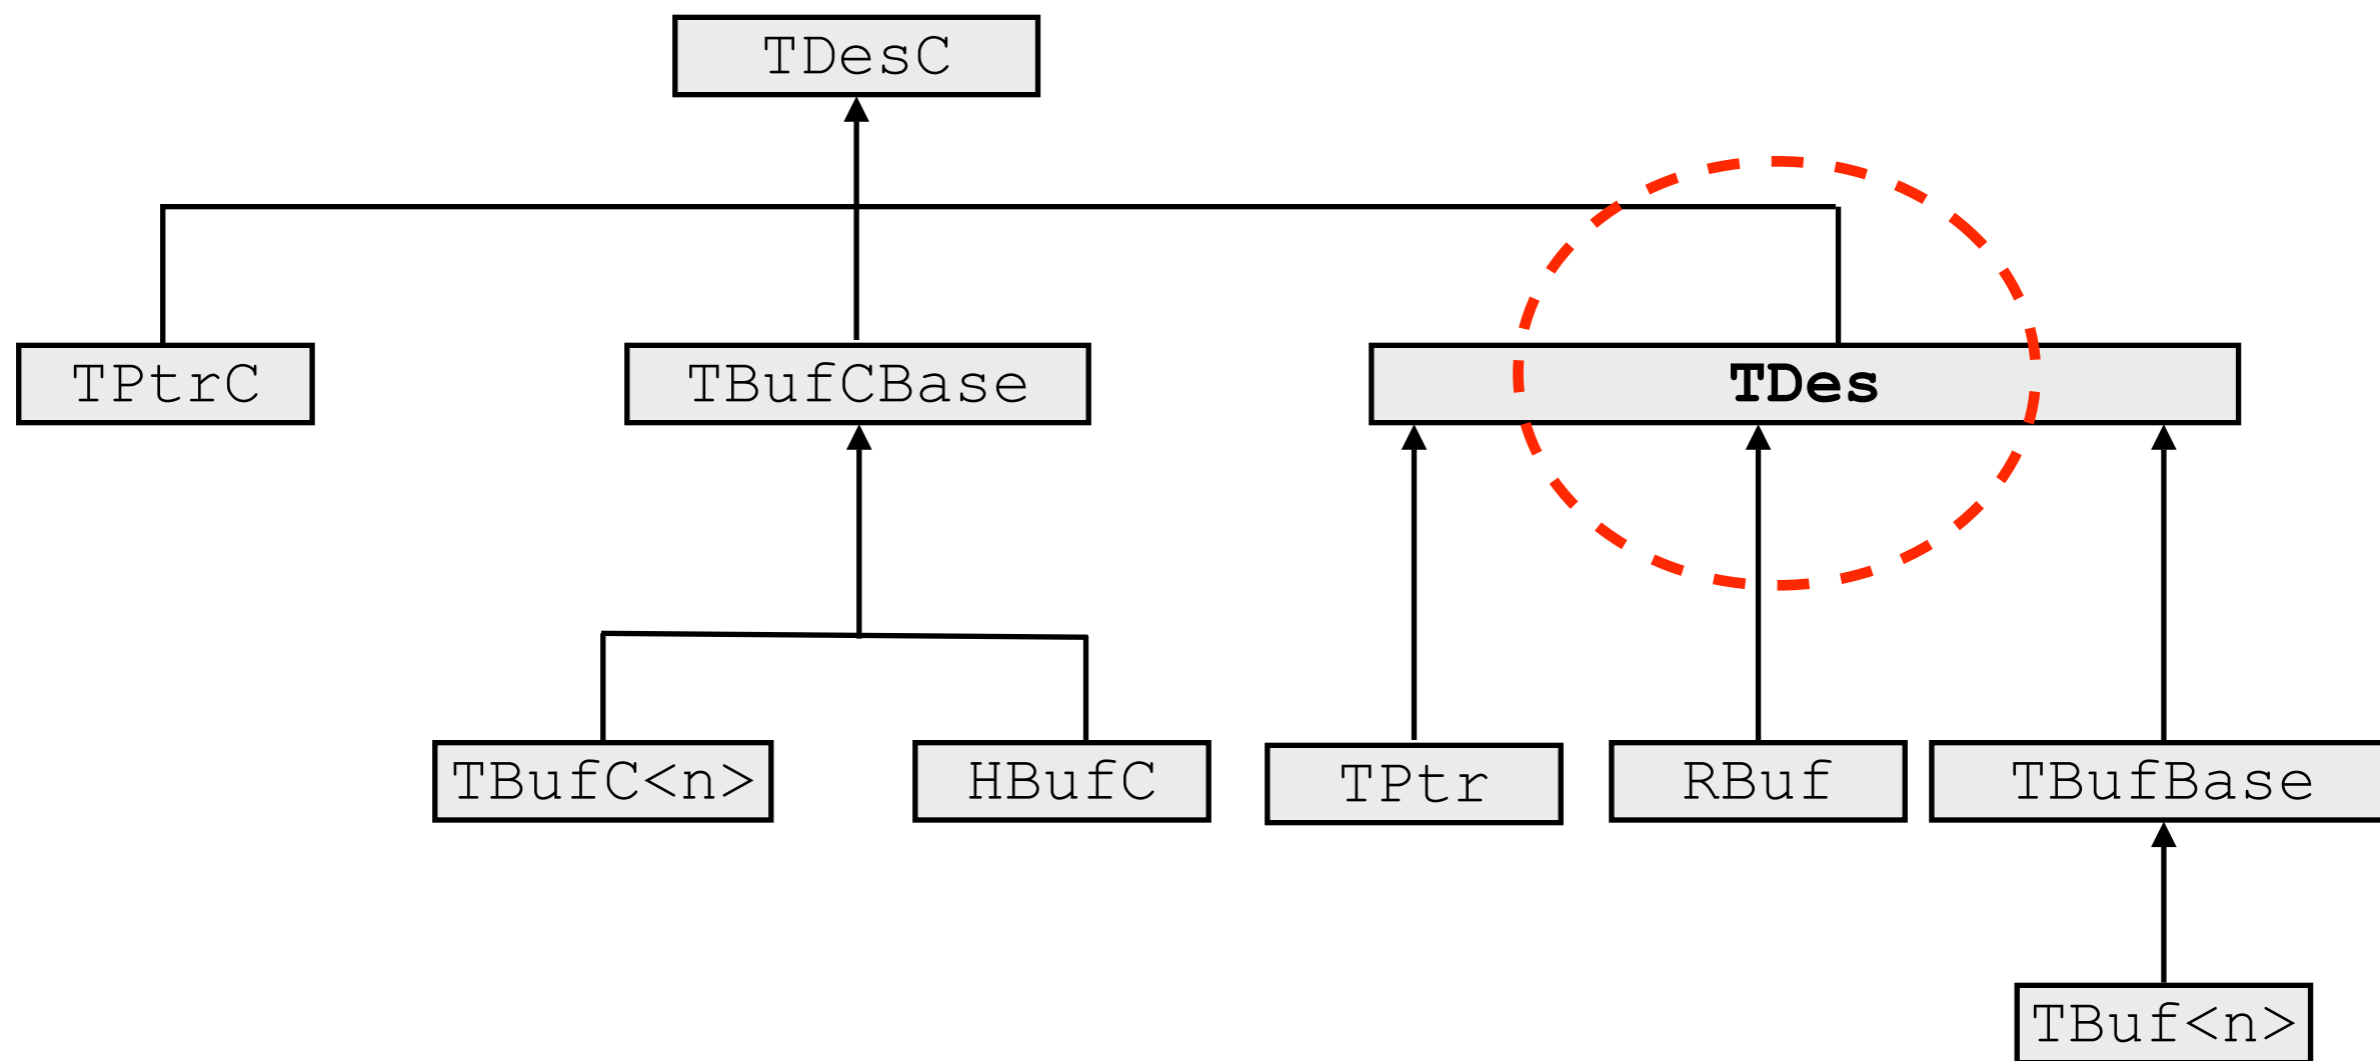 TDesC
TPtrC
TBufCBase
TDes
TBufC<n>
HBufC
TPtr
RBuf
TBufBase
TBuf<n>